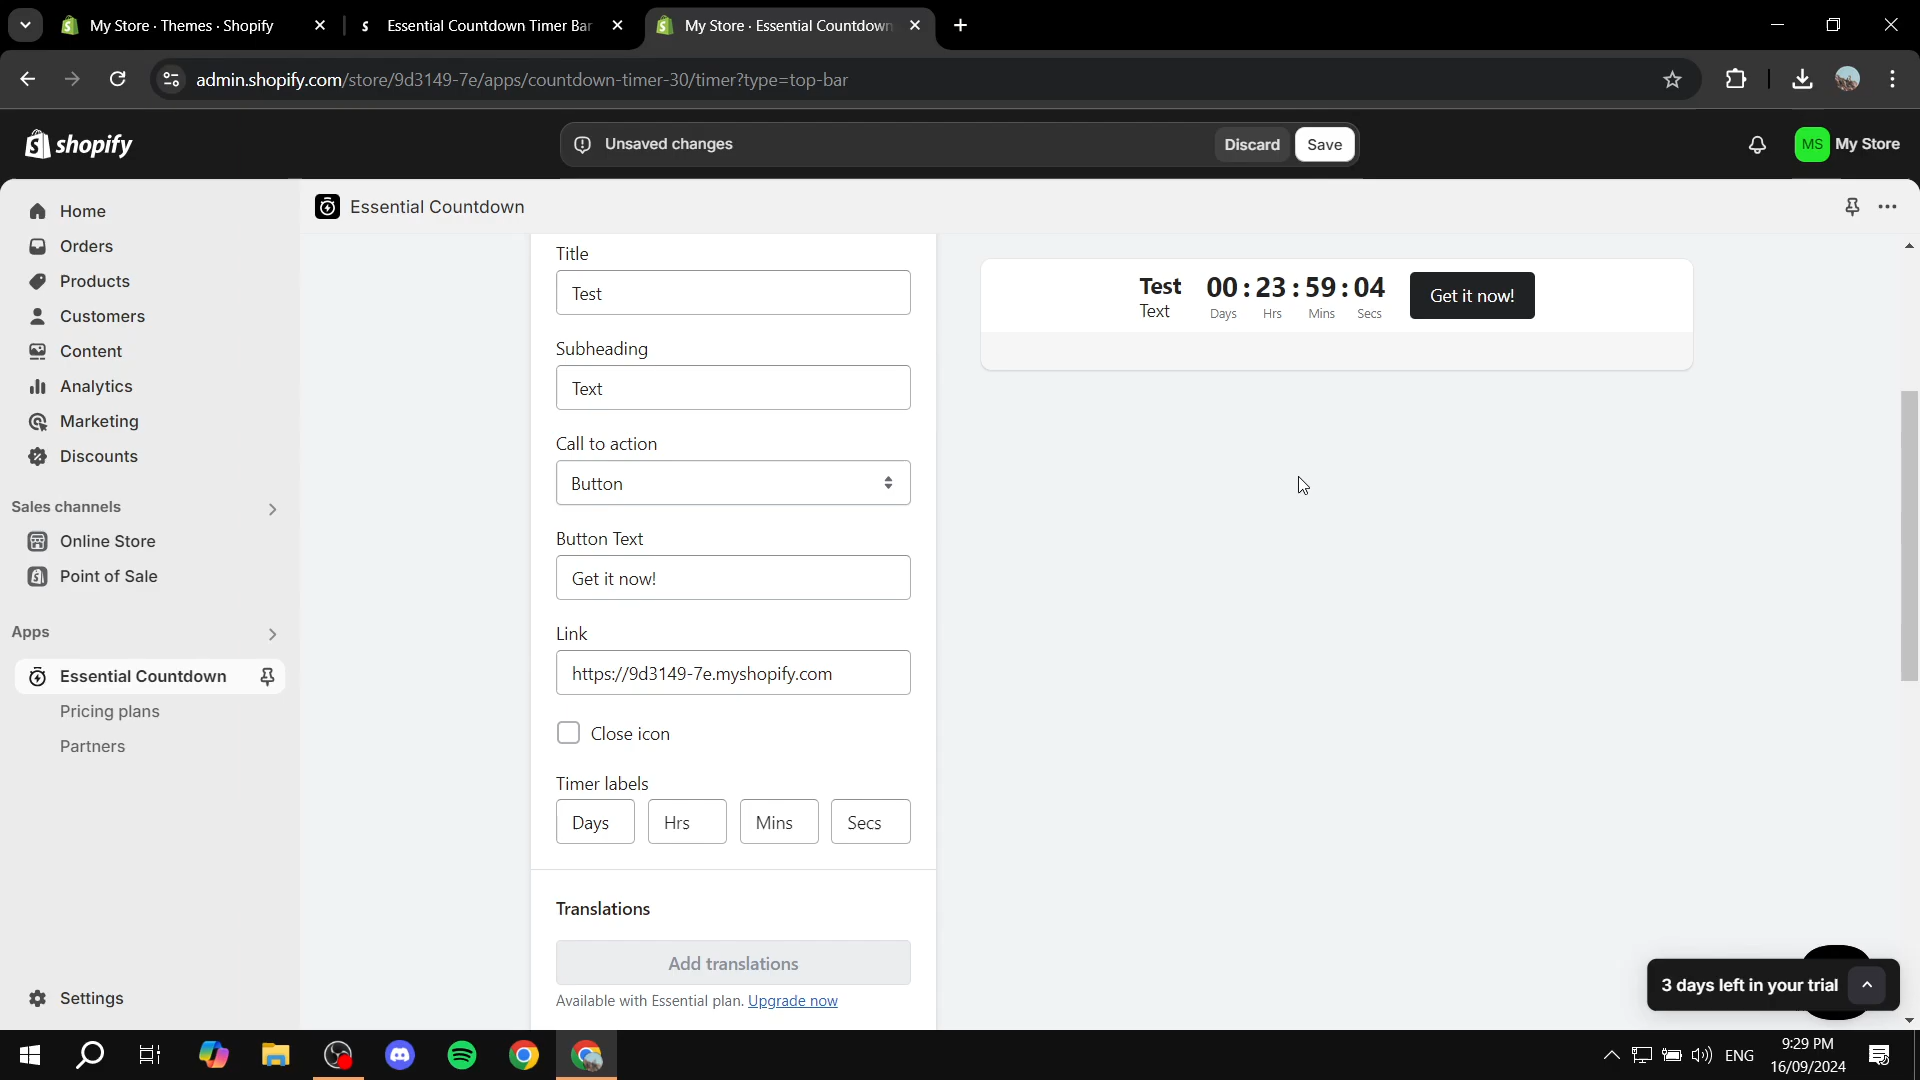 My Store · Themes · Shopify
Essential Countdown Timer Bar
My Store · Essential Countdown
admin.shopify.com/store/9d3149-7e/apps/countdown-timer-30/timer?type=top-bar
shopify
Unsaved changes
Discard
Save
MS
My Store
Home
Orders
Products
Customers
Content
Analytics
Marketing
Discounts
Sales channels
Online Store
Point of Sale
Apps
Essential Countdown
Pricing plans
Partners
Settings
Essential Countdown
Title
Test
Subheading
Text
Call to action
Button
Button Text
Get it now!
Link
https://9d3149-7e.myshopify.com
Close icon
Timer labels
Days Hrs Mins Secs
Translations
Add translations
Available with Essential plan. Upgrade now
Test
Text
00 : 23 : 59 : 04
Days Hrs Mins Secs
Get it now!
3 days left in your trial
ENG
9:29 PM
16/09/2024